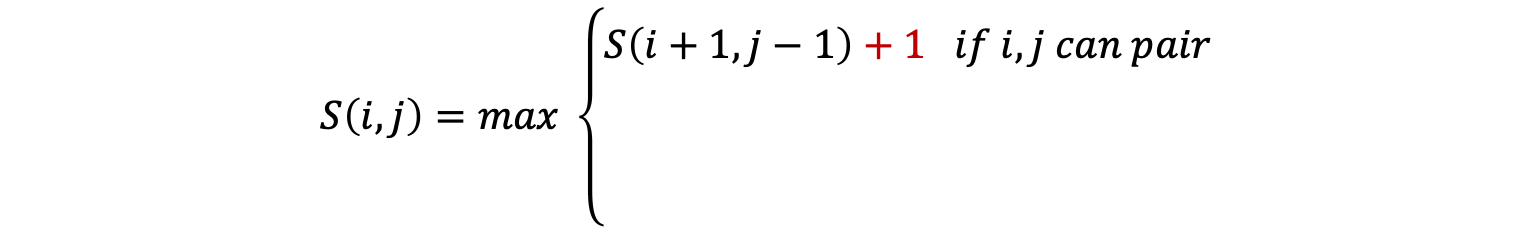 S(i + 1, j − 1) + 1 if i, j can pair
S(i, j) = max {